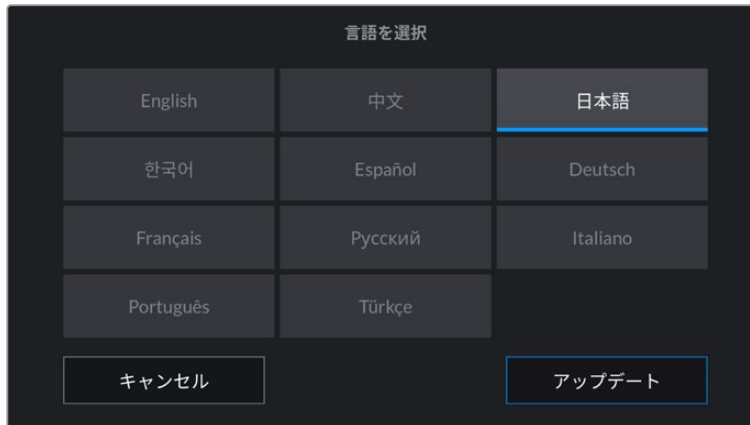 言語を選択
English
中文
日本語
한국어
Español
Deutsch
Français
Русский
Italiano
Português
Türkçe
キャンセル
アップデート